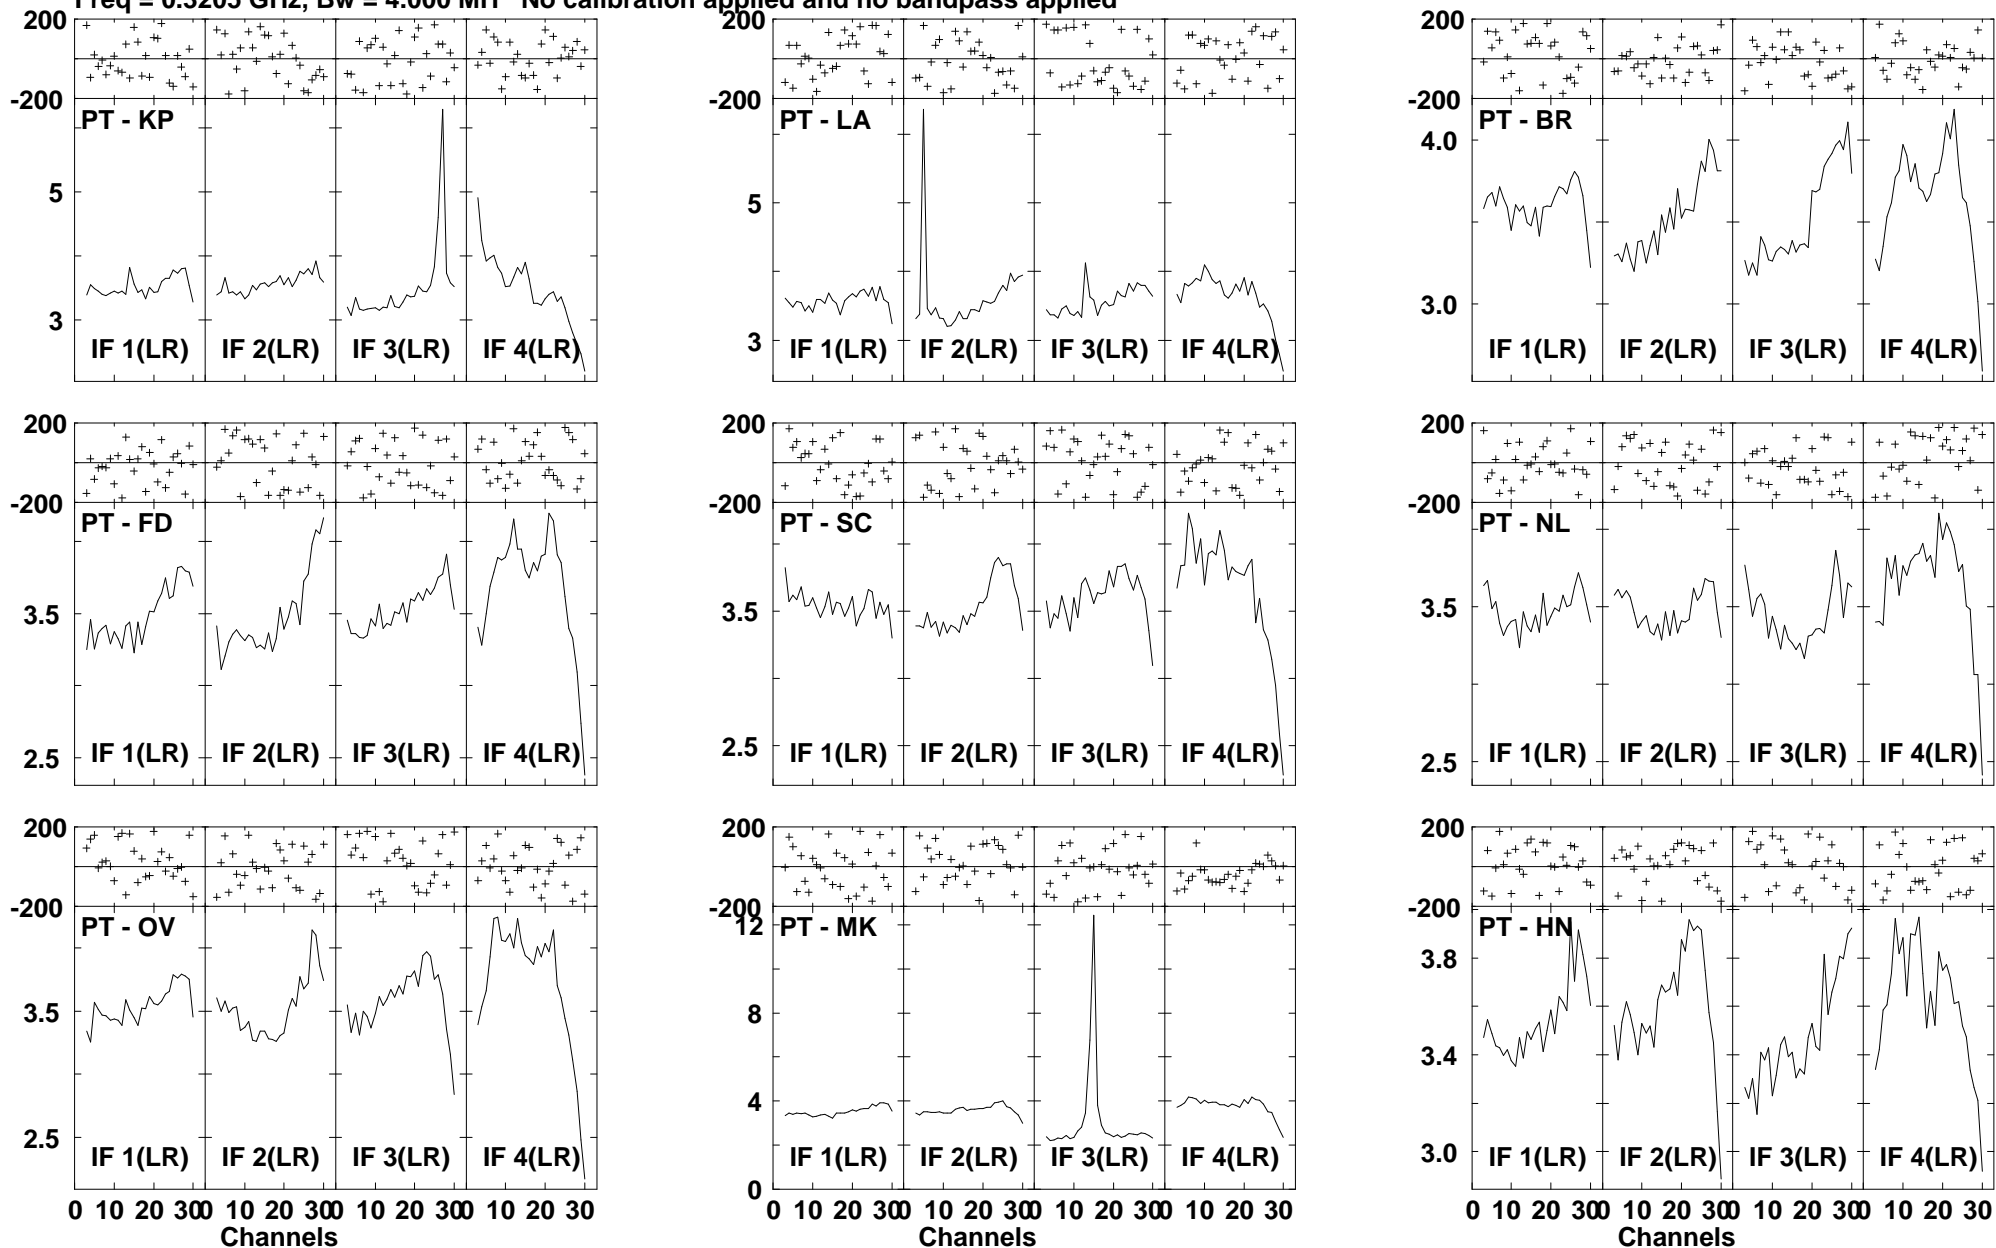 Freq = 0.3205 GHz, Bw = 4.000 MH No calibration applied and no bandpass applied
200 200 200
-200 -200 -200
PT - KP PT - LA PT - BR
5 5 4.0
3 3 3.0
IF 1(LR) IF 2(LR) IF 3(LR) IF 4(LR) IF 1(LR) IF 2(LR) IF 3(LR) IF 4(LR) IF 1(LR) IF 2(LR) IF 3(LR) IF 4(LR)
200 200 200
-200 -200 -200
PT - FD PT - SC PT - NL
3.5 3.5 3.5
2.5 2.5 2.5
IF 1(LR) IF 2(LR) IF 3(LR) IF 4(LR) IF 1(LR) IF 2(LR) IF 3(LR) IF 4(LR) IF 1(LR) IF 2(LR) IF 3(LR) IF 4(LR)
200 200 200
-200 -200 -200
PT - OV PT - MK PT - HN
3.5 12 3.8
2.5 8 3.4
4 3.0
0
IF 1(LR) IF 2(LR) IF 3(LR) IF 4(LR) IF 1(LR) IF 2(LR) IF 3(LR) IF 4(LR) IF 1(LR) IF 2(LR) IF 3(LR) IF 4(LR)
0 10 20 30 0 10 20 30 0 10 20 30 0 10 20 30 0 10 20 30 0 10 20 30 0 10 20 30 0 10 20 30 0 10 20 30 0 10 20 30 0 10 20 30 0 10 20 30
Channels Channels Channels